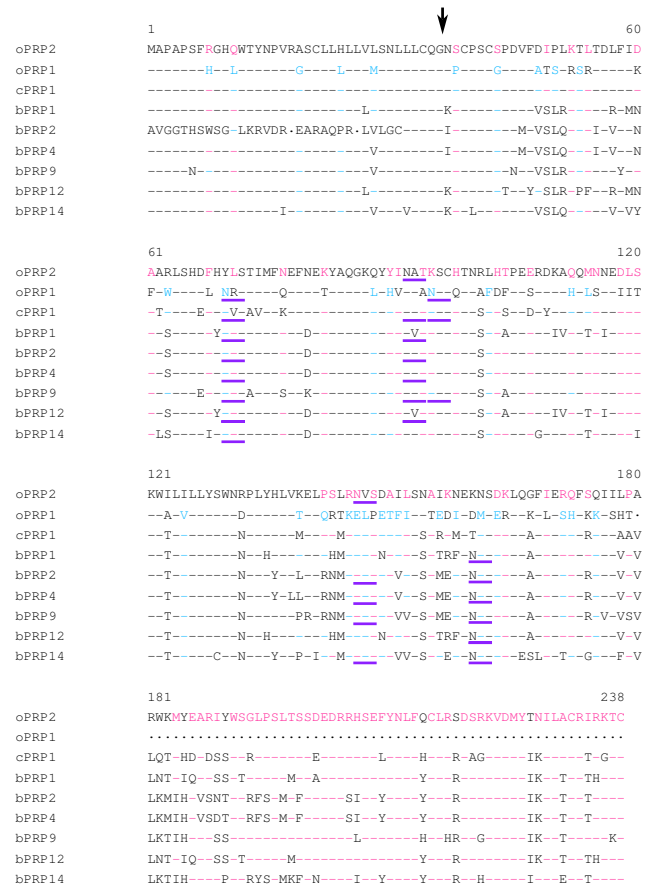 1 60
oPRP2 MAPAPSFRGHQWTYNPVRASCLLHLLVLSNLLLCQGNSCPSCSPDVFDIPLKTLTDLFID
oPRP1 -------H--L-------G----L---M---------P----G----ATS-RSR-----K
cPRP1 ------------------------------------------------------------
bPRP1 --------------------------L---------K----------VSLR-----R-MN
bPRP2 AVGGTHSWSG-LKRVDR·EARAQPR·LVLGC-----I--------M-VSLQ---I-V--N
bPRP4 ---------------------------V--------I--------M-VSLQ---I-V--N
bPRP9 -----N--------------------------------------N--VSLR------Y--
bPRP12 --------------------------L---------K------T--Y-SLR-PF--R-MN
bPRP14 ----------------I----------V---V----K--L-------VSLQ---I-V-VY
61 120
oPRP2 AARLSHDFHYLSTIMFNEFNEKYAQGKQYYINATKSCHTNRLHTPEERDKAQQMNNEDLS
oPRP1 F-W----L-NR-----Q----T-----L-HV--AN--Q--AFDF--S----H-LS--IIT
cPRP1 -T----E---V-AV--K-----------------------S--S--DY------------
bPRP1 --S-----Y----------D------------V-------S--A-----IV--T-I----
bPRP2 --S----------------D--------------------S-------------------
bPRP4 --S----------------D--------------------S-------------------
bPRP9 ------E-----A---S--K--------------------S--A----------------
bPRP12 --S-----Y----------D------------V-------S--A-----IV--T-I----
bPRP14 -LS----I-----------D--------------------S------G-----T-----I
121 180
oPRP2 KWILILLYSWNRPLYHLVKELPSLRNVSDAILSNAIKNEKNSDKLQGFIERQFSQIILPA
oPRP1 --A-V------D------T--QRTKELPETFI--TEDI-DM-ER-K-L--SH-K-K-SHT·
cPRP1 --T--------N------M----M---------S-R-M-T------A------R---AAV
bPRP1 --T--------N--H-------HM----N----S-TRF-N------A------R---V-V
bPRP2 --T--------N---Y--L--RNM------V--S-ME--N------A------R---V-V
bPRP4 --T--------N---Y-LL--RNM------V--S-ME--N------A------R---V-V
bPRP9 --T--------N------PR-RNM------VV-S-ME--N------A------R-V-VSV
bPRP12 --T--------N--H-------HM----N----S-TRF-N------A------R---V-V
bPRP14 --T-----C--N---Y--P-I--M------VV-S--E--N-----ESL--T-G----F-V
181 238
oPRP2 RWKMYEARIYWSGLPSLTSSDEDRRHSEFYNLFQCLRSDSRKVDMYTNILACRIRKTC
oPRP1 ··························································
cPRP1 LQT-HD-DSS--R-------E-------L----H---R-AG-----IK-----T-G--
bPRP1 LNT-IQ--SS-T-----M--A------------Y---R--------IK--T---TH--
bPRP2 LKMIH-VSNT--RFS-M-F-----SI--Y----Y---R--------IK--T--T----
bPRP4 LKMIH-VSDT--RFS-M-F-----SI--Y----Y---R--------IK--T--T----
bPRP9 LKTIH---SS---------------L-------H--HR--G-----IK--T--T--K-
bPRP12 LNT-IQ--SS-T-----M---------------Y---R--------IK--T---TH--
bPRP14 LKTIH----P--RYS-MKF-N---I---Y----Y---R----H---I---E--T----